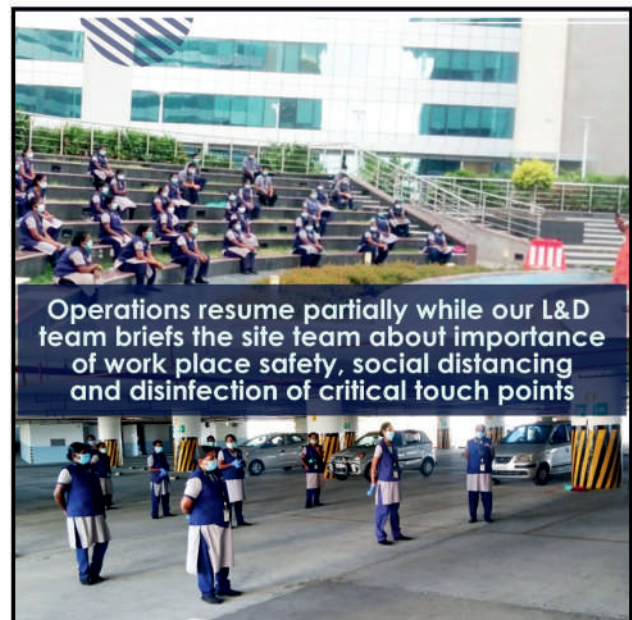 Operations resume partially while our L&D
team briefs the site team about importance
of work place safety, social distancing
and disinfection of critical touch points